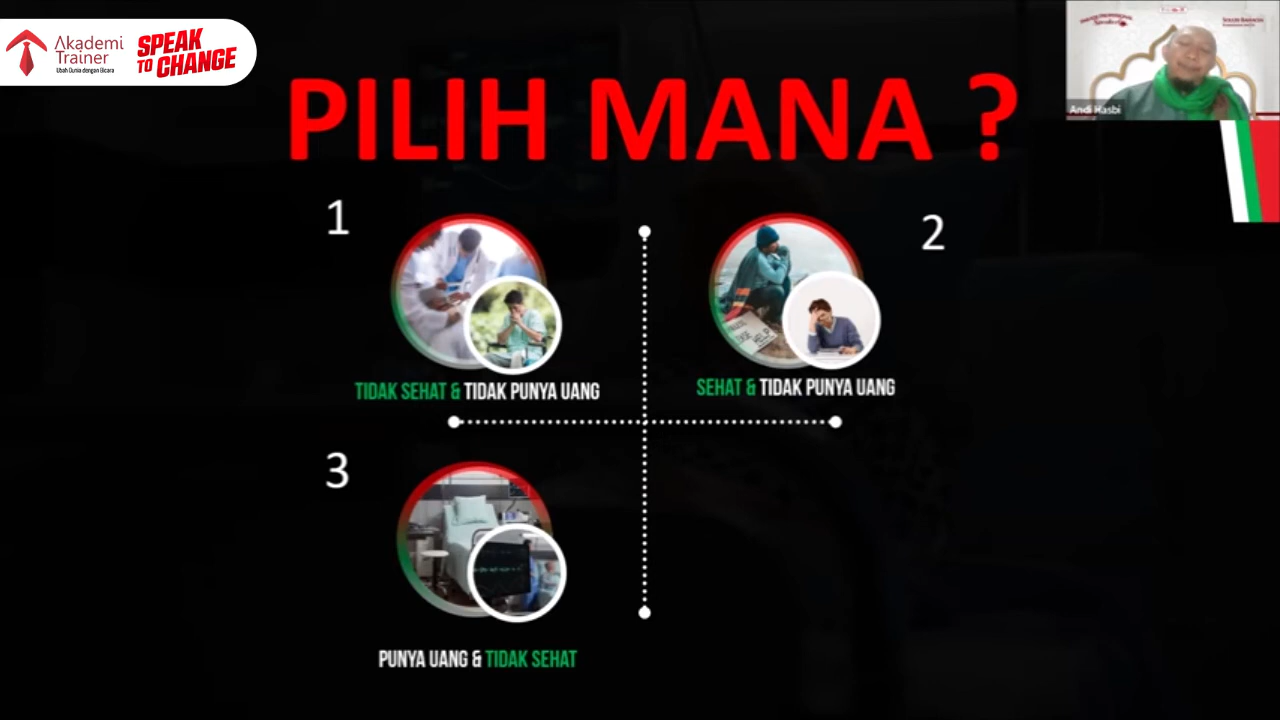 Akademi
Trainer
Ubah Dunia dengan Bicara
SPEAK
TO CHANGE
PILIH MANA ?
Andi Hasbi
1
2
TIDAK SEHAT & TIDAK PUNYA UANG
SEHAT & TIDAK PUNYA UANG
HELP
3
PUNYA UANG & TIDAK SEHAT